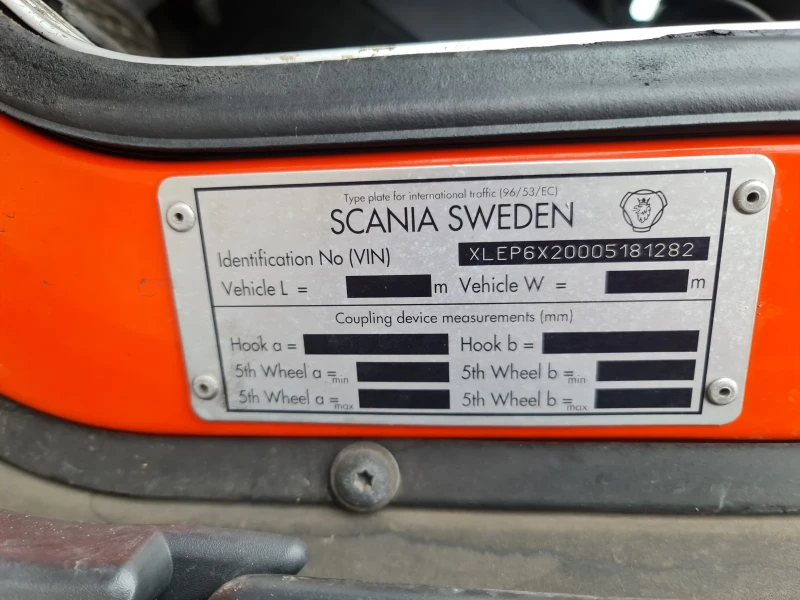 Type plate for international traffic (96/53/EC)
SCANIA SWEDEN
Identification No (VIN) XLEP6X20005181282
Vehicle L = m Vehicle W = m
Coupling device measurements (mm)
Hook a = Hook b =
5th Wheel a = min 5th Wheel b = min
5th Wheel a = max 5th Wheel b = max